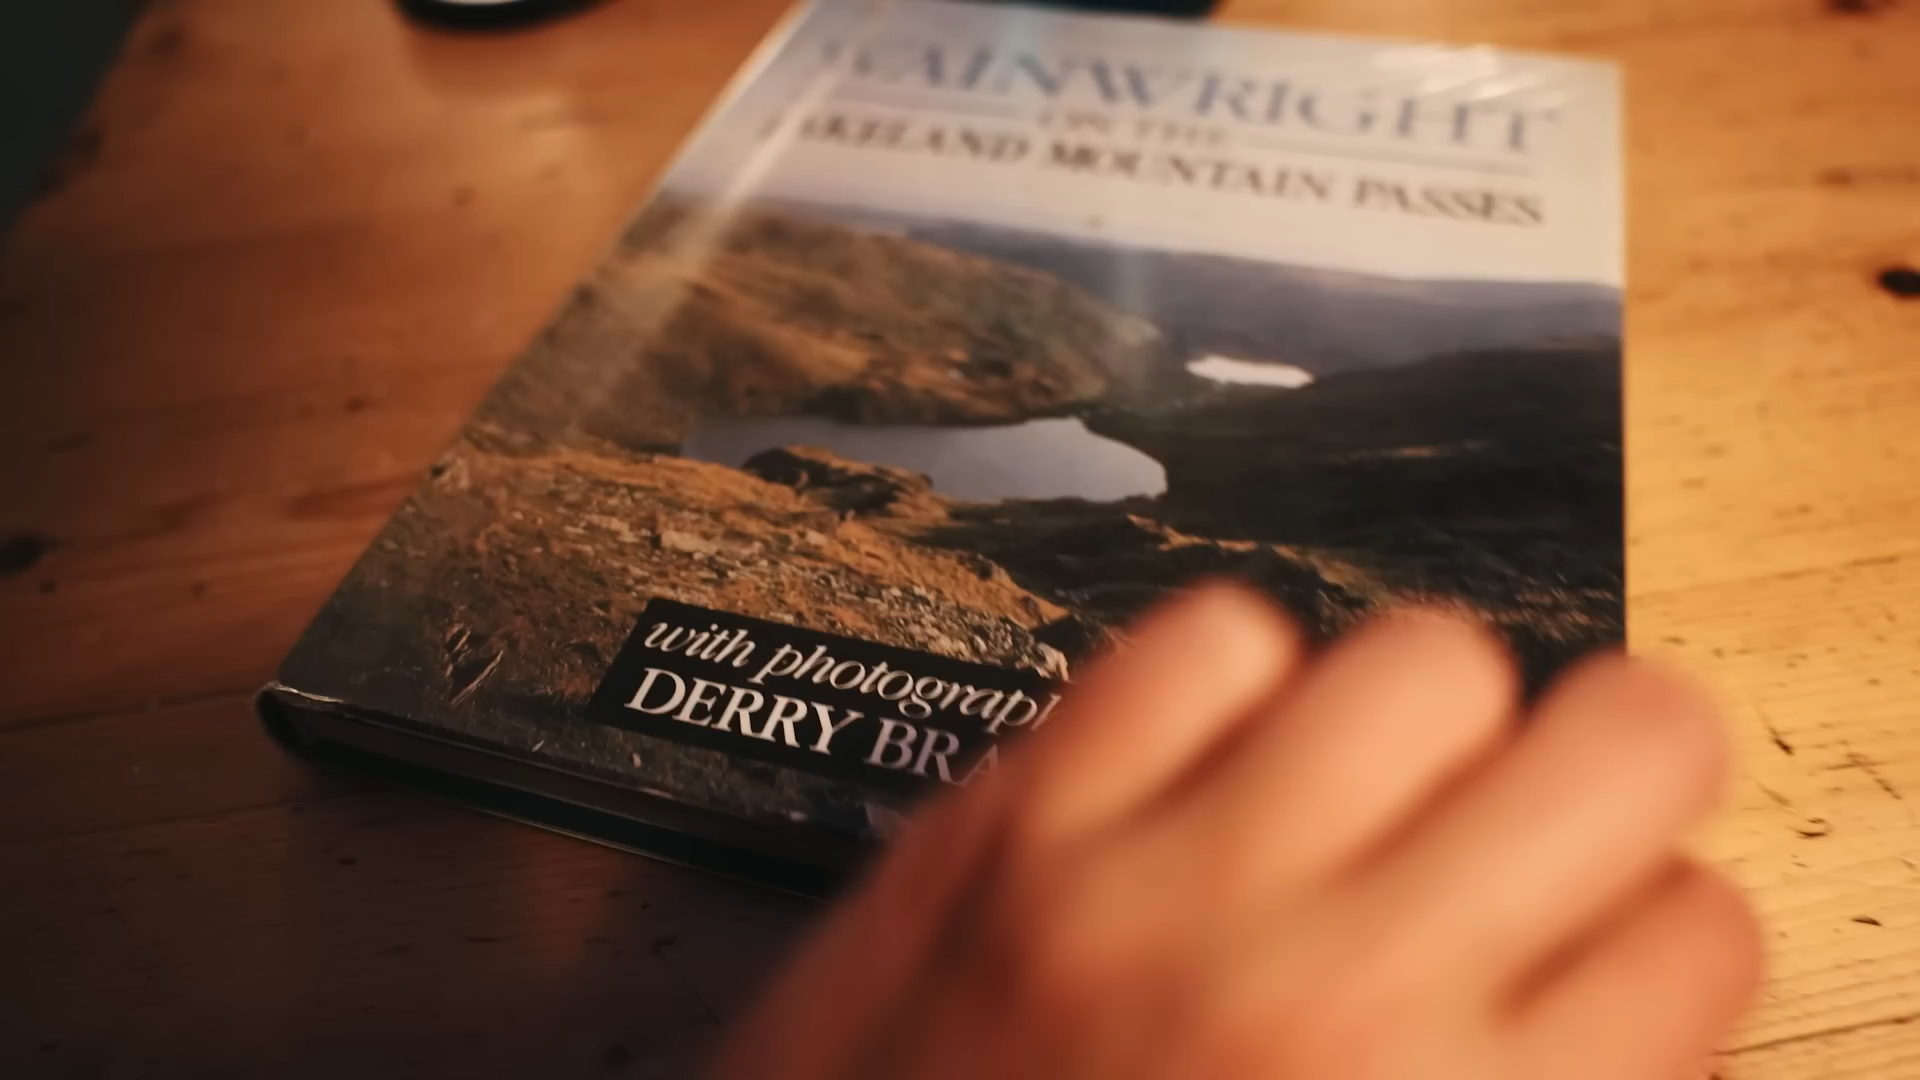 WAINWRIGHT
ON THE
LAKELAND MOUNTAIN PASSES
with photograph
DERRY BRA